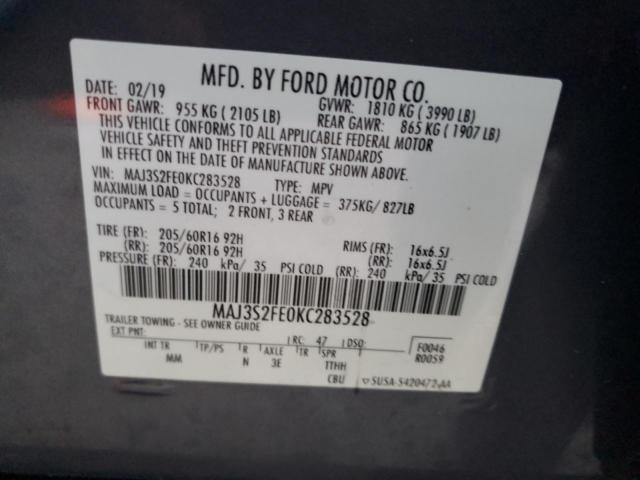 MFD. BY FORD MOTOR CO.
DATE: 02/19 GVWR: 1810 KG ( 3990 LB)
FRONT GAWR: 955 KG ( 2105 LB) REAR GAWR: 865 KG ( 1907 LB)
THIS VEHICLE CONFORMS TO ALL APPLICABLE FEDERAL MOTOR
VEHICLE SAFETY AND THEFT PREVENTION STANDARDS
IN EFFECT ON THE DATE OF MANUFACTURE SHOWN ABOVE.
VIN: MAJ3S2FE0KC283528 TYPE: MPV
MAXIMUM LOAD = OCCUPANTS + LUGGAGE = 375KG/ 827LB
OCCUPANTS = 5 TOTAL; 2 FRONT, 3 REAR
TIRE (FR): 205/60R16 92H RIMS (FR): 16x6.5J
(RR): 205/60R16 92H (RR): 16x6.5J
PRESSURE (FR): 240 kPa/ 35 PSI COLD (RR): 240 kPa/ 35 PSI COLD
MAJ3S2FE0KC283528
TRAILER TOWING - SEE OWNER GUIDE
EXT PNT: RC: 47 DSO: F0046
R0059
INT TR TP/PS R AXLE TR SPR
MM N 3E TTHH
CBU 5U5A-5420472-AA